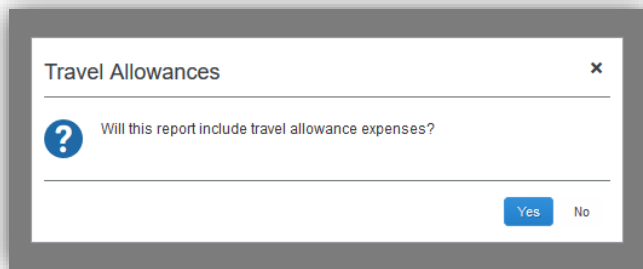 Travel Allowances
Will this report include travel allowance expenses?
Yes No